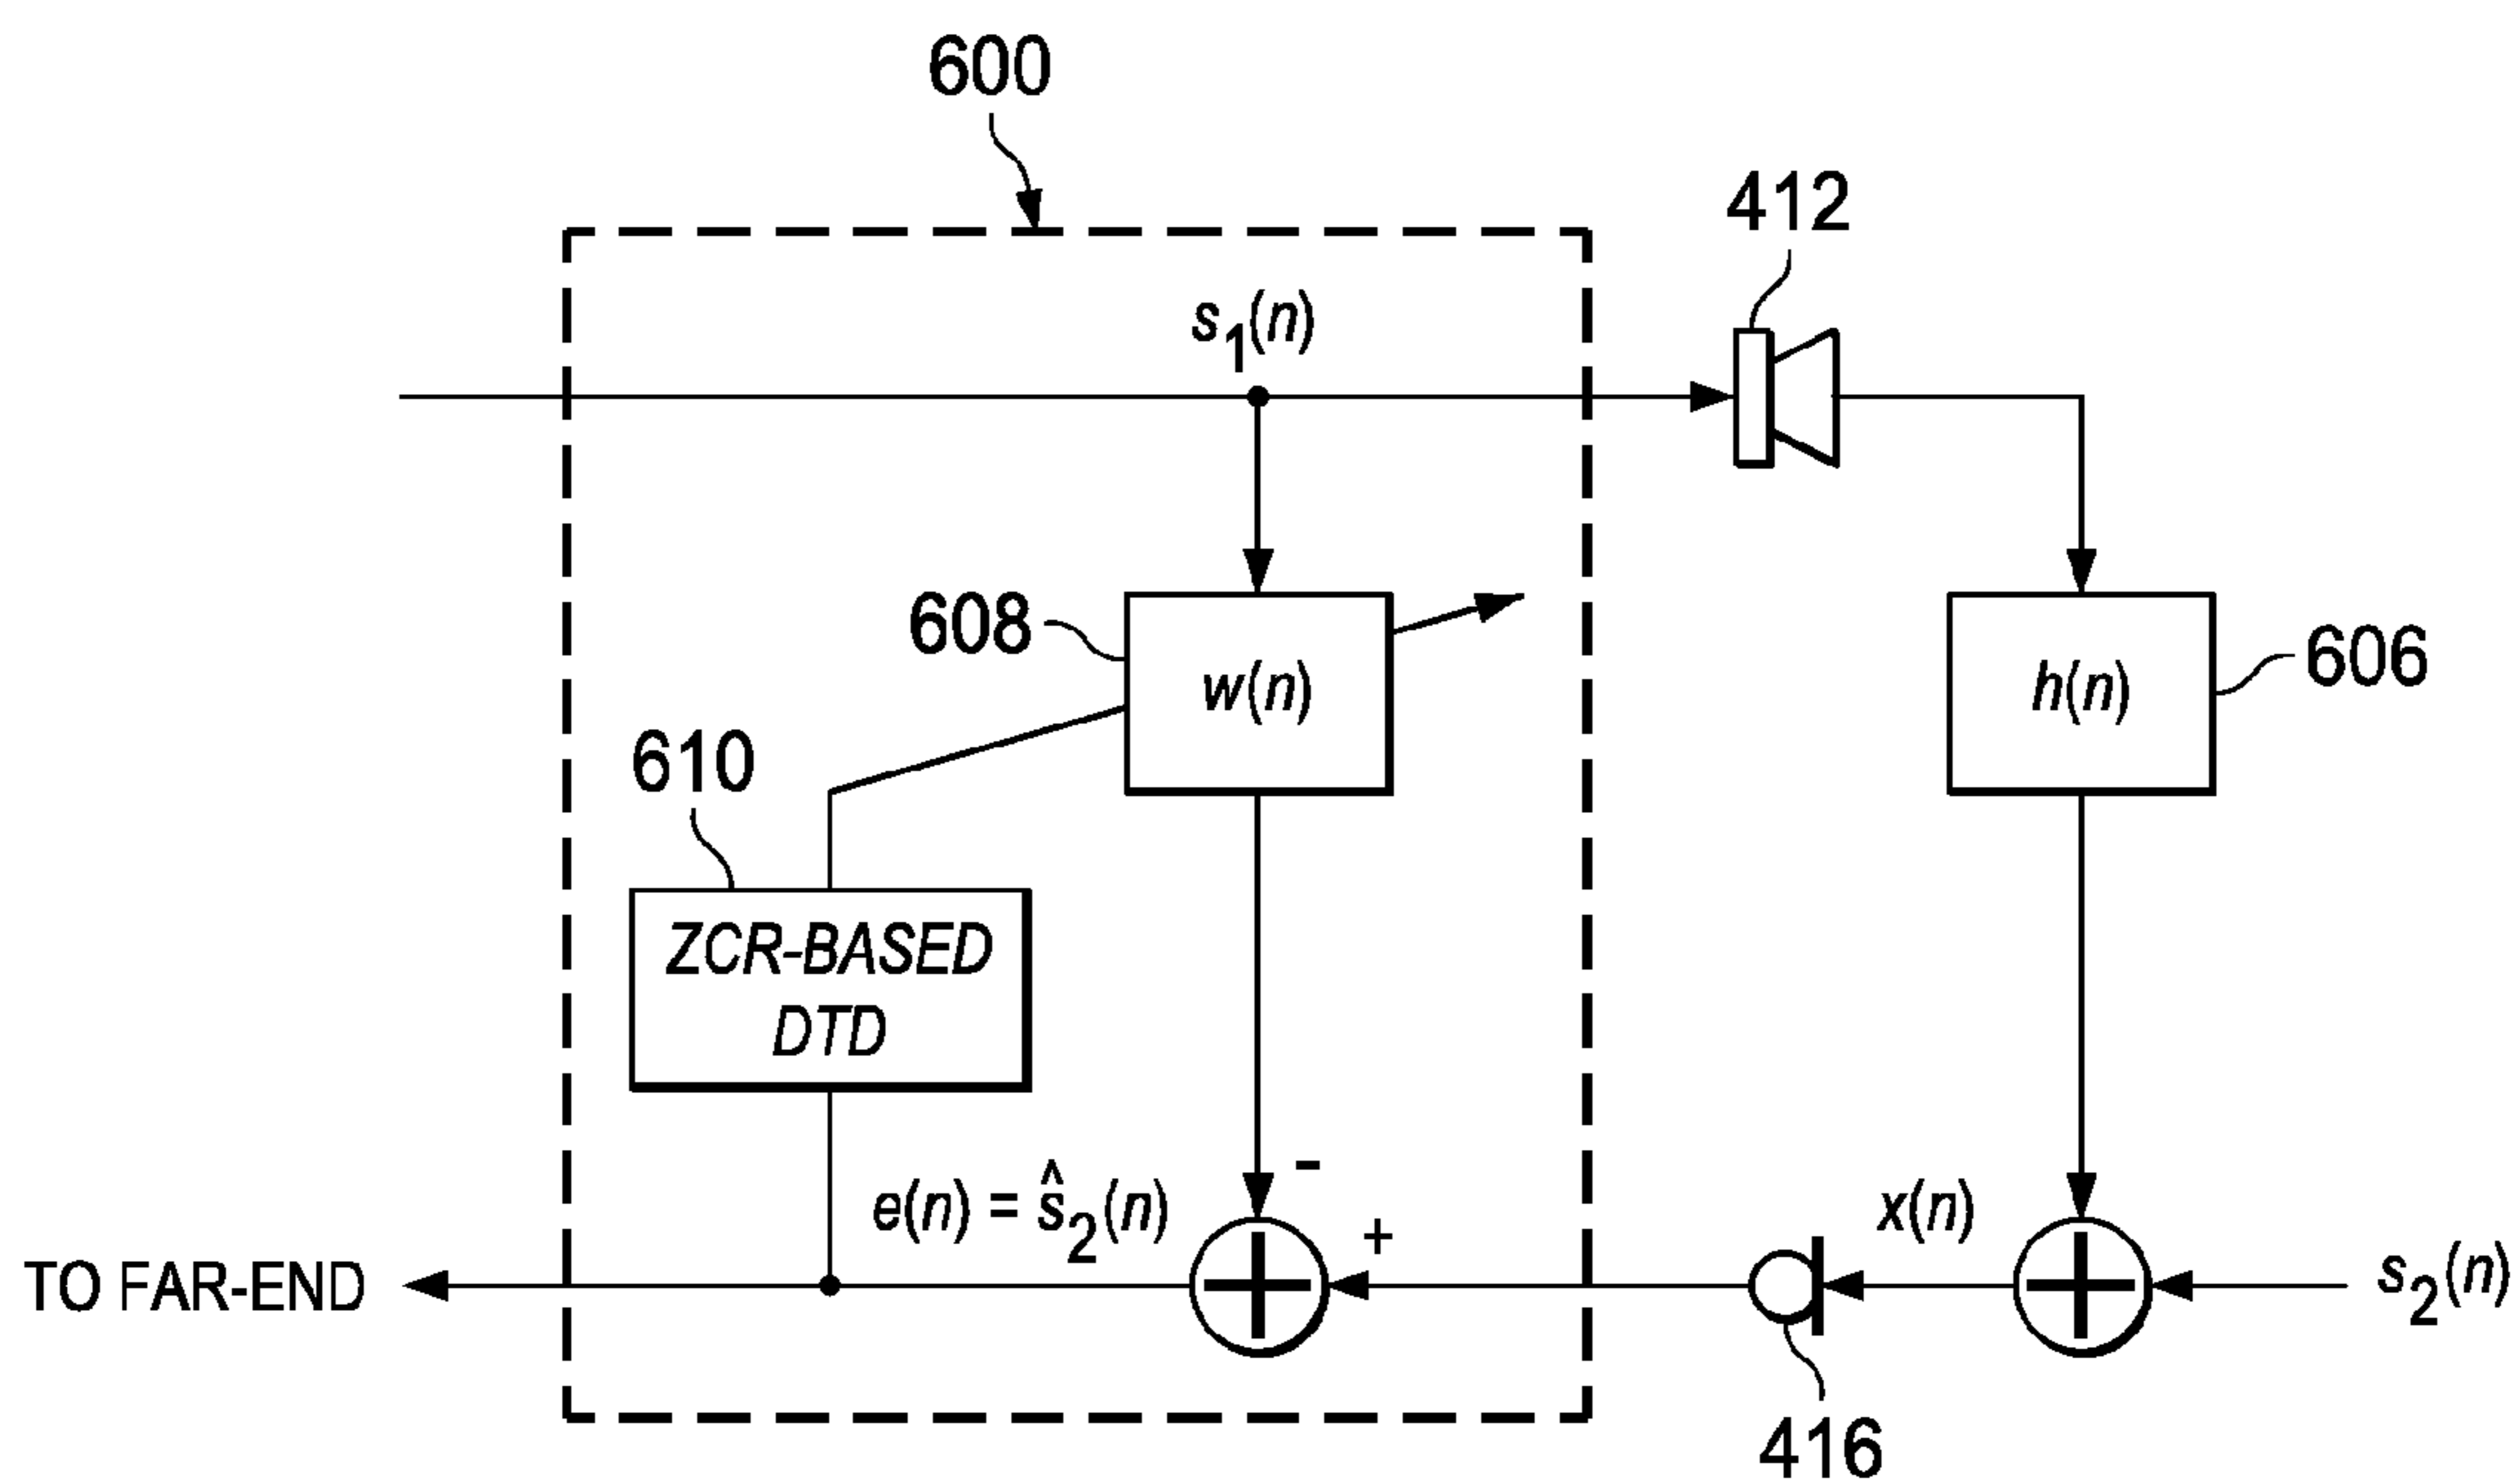 600
412
s₁(n)
608
w(n)
h(n)
606
610
ZCR-BASED
DTD
-
e(n) = ŝ₂(n)
+
x(n)
TO FAR-END
s₂(n)
416